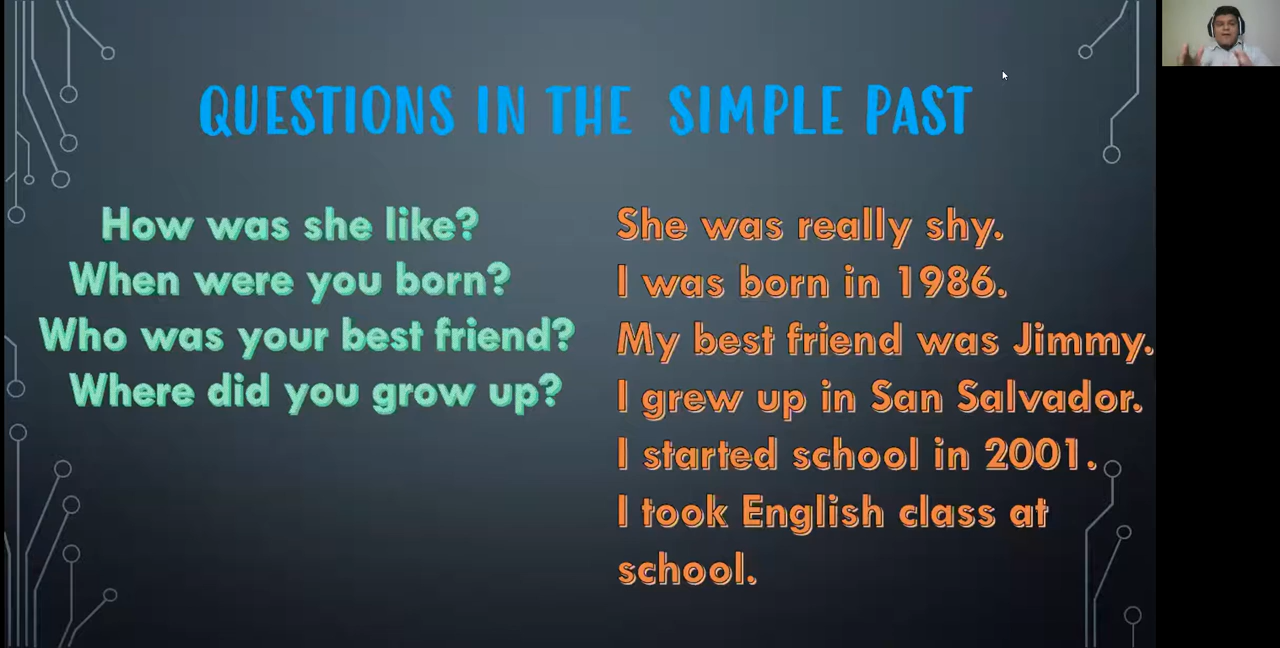 QUESTIONS IN THE SIMPLE PAST
How was she like?
When were you born?
Who was your best friend?
Where did you grow up?
She was really shy.
I was born in 1986.
My best friend was Jimmy.
I grew up in San Salvador.
I started school in 2001.
I took English class at
school.